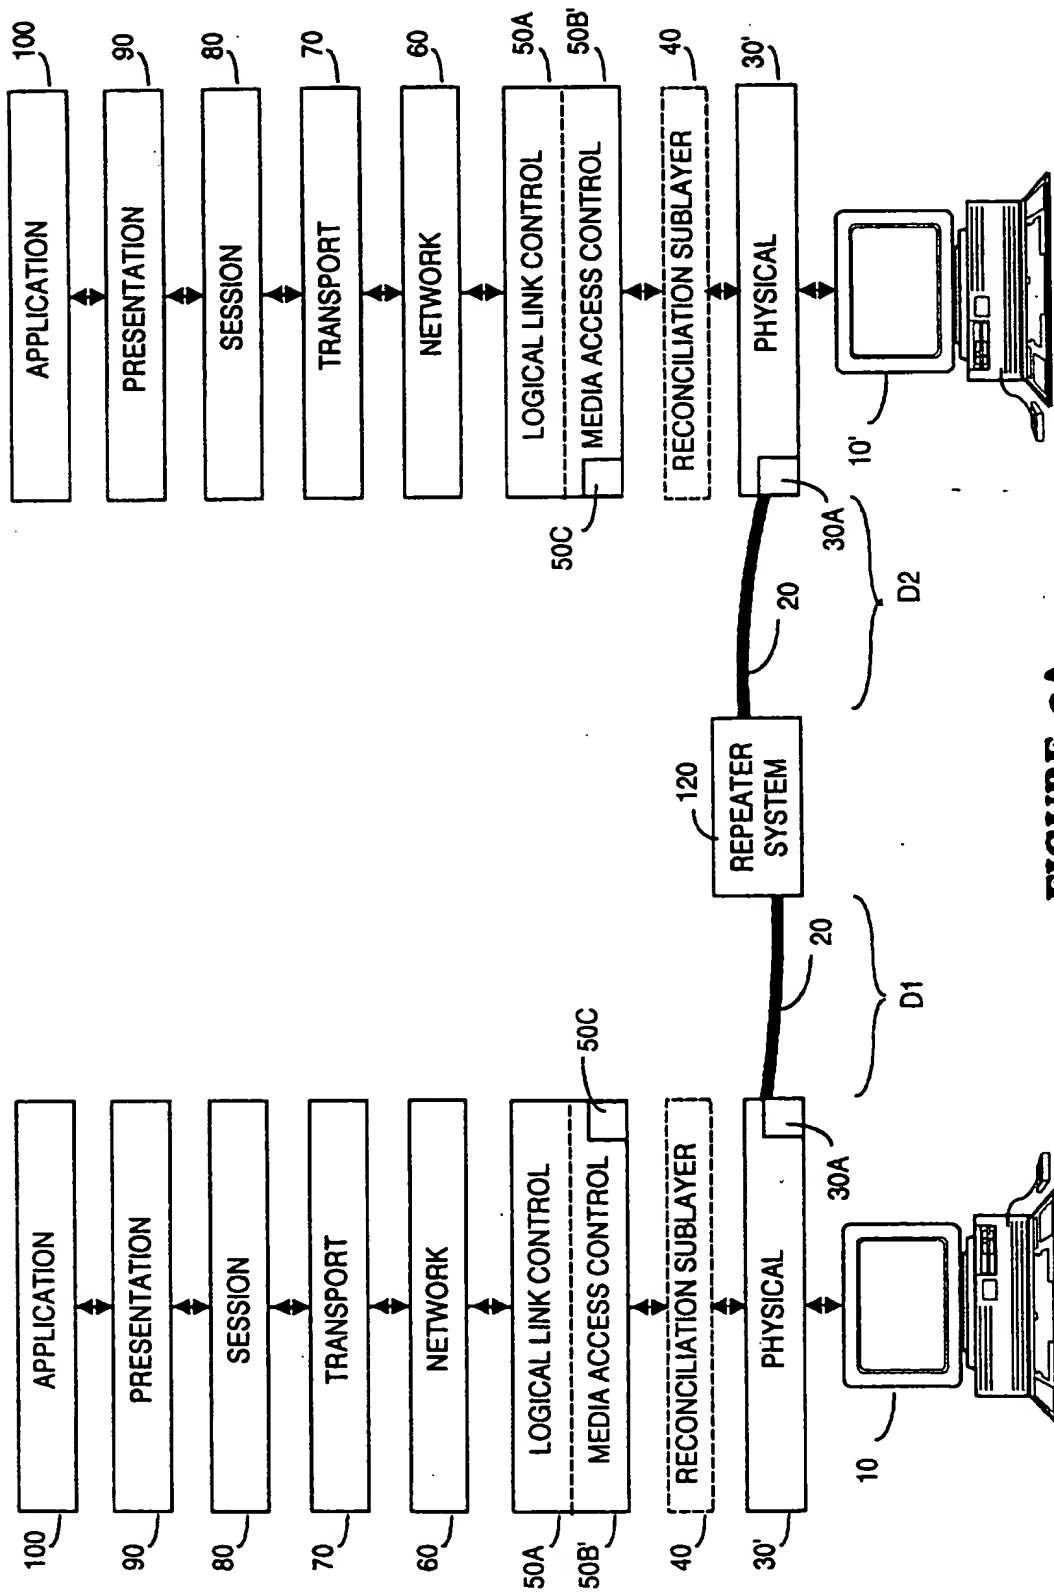 100
APPLICATION
90
PRESENTATION
80
SESSION
70
TRANSPORT
60
NETWORK
50A
LOGICAL LINK CONTROL
50B'
MEDIA ACCESS CONTROL
50C
40
RECONCILIATION SUBLAYER
30'
PHYSICAL
30A
10
20
D1
120
REPEATER
SYSTEM
20
D2
APPLICATION
100
PRESENTATION
90
SESSION
80
TRANSPORT
70
NETWORK
60
LOGICAL LINK CONTROL
50A
50C
MEDIA ACCESS CONTROL
50B'
RECONCILIATION SUBLAYER
40
PHYSICAL
30'
30A
10'
FIGURE